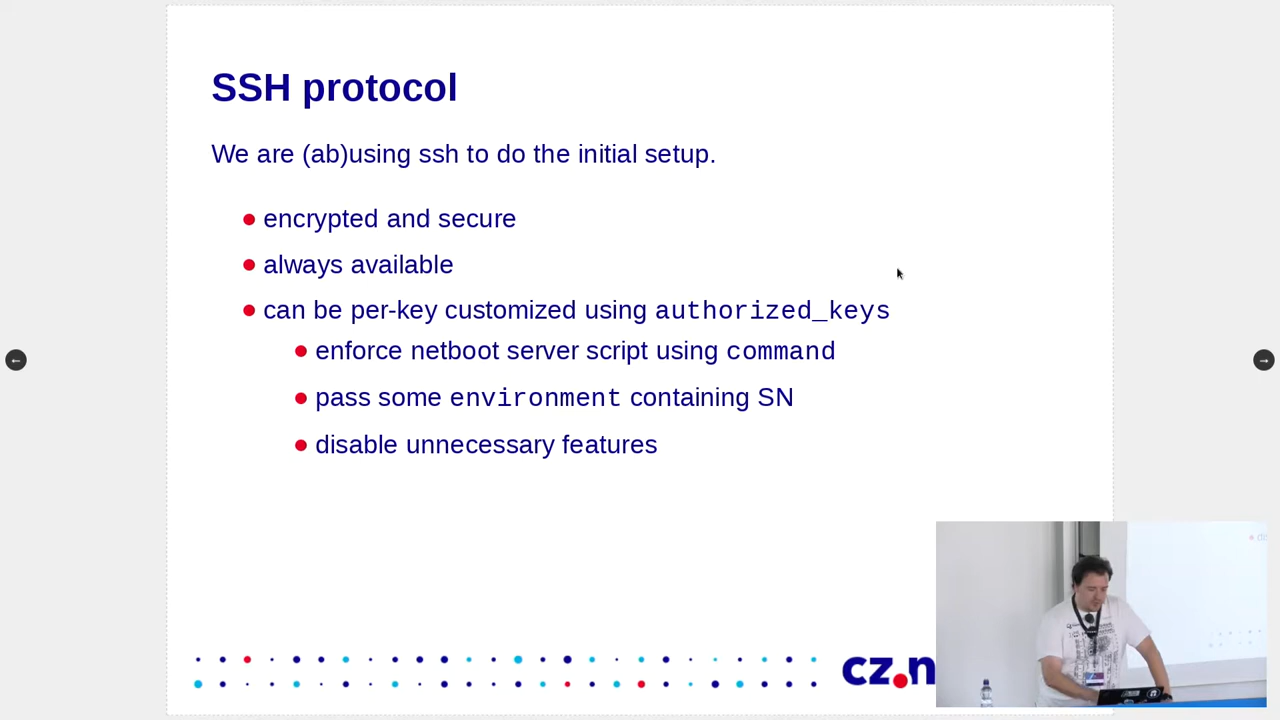 SSH protocol
We are (ab)using ssh to do the initial setup.
encrypted and secure
always available
can be per-key customized using authorized_keys
enforce netboot server script using command
pass some environment containing SN
disable unnecessary features
cz.n